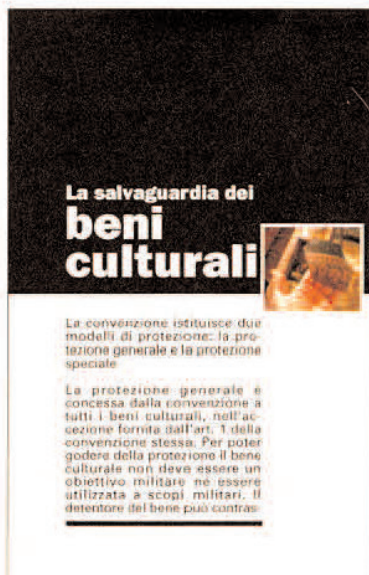 La salvaguardia dei
beni
culturali
La convenzione istituisce due
modelli di protezione: la pro-
tezione generale e la protezione
speciale
La protezione generale è
concessa dalla convenzione a
tutti i beni culturali, nell'ac-
cezione fornita dall'art. 1 della
convenzione stessa. Per poter
godere della protezione il bene
culturale non deve essere un
obiettivo militare né essere
utilizzata a scopi militari. Il
detentore del bene può contras-